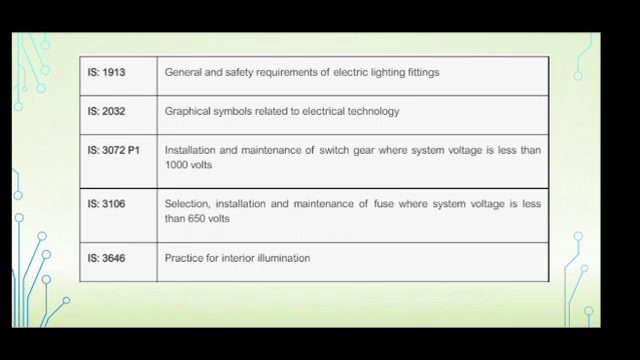 IS: 1913 General and safety requirements of electric lighting fittings
IS: 2032 Graphical symbols related to electrical technology
IS: 3072 P1 Installation and maintenance of switch gear where system voltage is less than
1000 volts
IS: 3106 Selection, installation and maintenance of fuse where system voltage is less
than 650 volts
IS: 3646 Practice for interior illumination